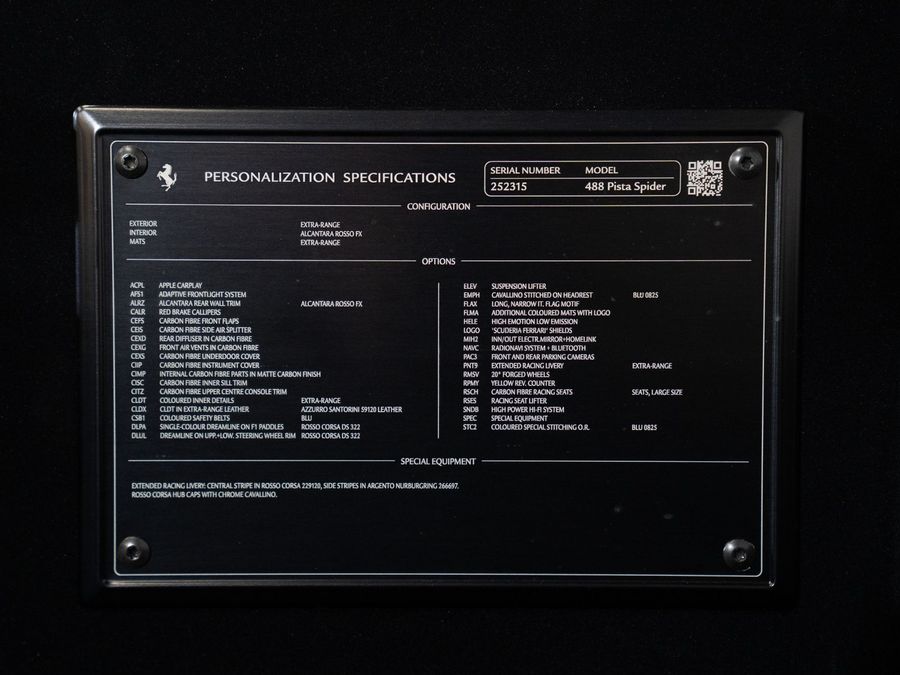 PERSONALIZATION SPECIFICATIONS
SERIAL NUMBER MODEL
252315 488 Pista Spider
CONFIGURATION
EXTERIOR EXTRA-RANGE
INTERIOR ALCANTARA ROSSO FX
MATS EXTRA-RANGE
OPTIONS
ACPL APPLE CARPLAY
AFS1 ADAPTIVE FRONTLIGHT SYSTEM
ALRZ ALCANTARA REAR WALL TRIM ALCANTARA ROSSO FX
CALR RED BRAKE CALLIPERS
CEFS CARBON FIBRE FRONT FLAPS
CEIS CARBON FIBRE SIDE AIR SPLITTER
CEXD REAR DIFFUSER IN CARBON FIBRE
CEXG FRONT AIR VENTS IN CARBON FIBRE
CEXS CARBON FIBRE UNDERDOOR COVER
CIIP CARBON FIBRE INSTRUMENT COVER
CIMP INTERNAL CARBON FIBRE PARTS IN MATTE CARBON FINISH
CISC CARBON FIBRE INNER SILL TRIM
CITZ CARBON FIBRE UPPER CENTRE CONSOLE TRIM
CLDT COLOURED INNER DETAILS EXTRA-RANGE
CLDX CLDT IN EXTRA-RANGE LEATHER AZZURRO SANTORINI 59120 LEATHER
CSB1 COLOURED SAFETY BELTS BLU
DLPA SINGLE-COLOUR DREAMLINE ON F1 PADDLES ROSSO CORSA DS 322
DLUL DREAMLINE ON UPP.+LOW. STEERING WHEEL RIM ROSSO CORSA DS 322
ELEV SUSPENSION LIFTER
EMPH CAVALLINO STITCHED ON HEADREST BLU 0825
FLAX LONG, NARROW IT. FLAG MOTIF
FLMA ADDITIONAL COLOURED MATS WITH LOGO
HELE HIGH EMOTION LOW EMISSION
LOGO "SCUDERIA FERRARI" SHIELDS
MIH2 INN/OUT ELECTR.MIRROR+HOMELINK
NAVC RADIONAVI SYSTEM + BLUETOOTH
PAC3 FRONT AND REAR PARKING CAMERAS
PNT9 EXTENDED RACING LIVERY EXTRA-RANGE
RMSV 20" FORGED WHEELS
RPMY YELLOW REV. COUNTER
RSCH CARBON FIBRE RACING SEATS SEATS, LARGE SIZE
RSES RACING SEAT LIFTER
SNDB HIGH POWER HI-FI SYSTEM
SPEC SPECIAL EQUIPMENT
STC2 COLOURED SPECIAL STITCHING O.R. BLU 0825
SPECIAL EQUIPMENT
EXTENDED RACING LIVERY: CENTRAL STRIPE IN ROSSO CORSA 229120, SIDE STRIPES IN ARGENTO NURBURGRING 266697.
ROSSO CORSA HUB CAPS WITH CHROME CAVALLINO.